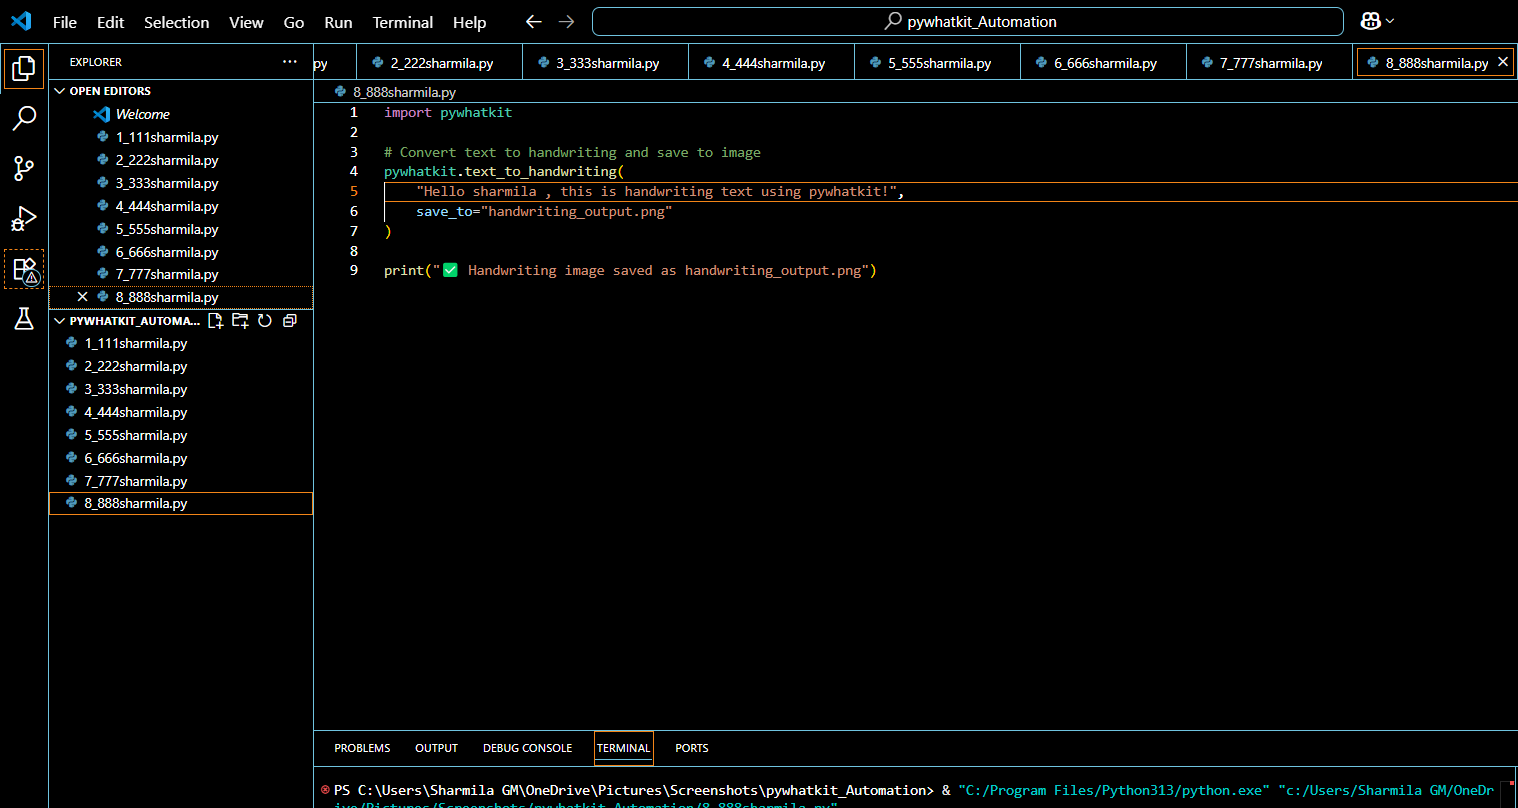 File Edit Selection View Go Run Terminal Help pywhatkit_Automation
EXPLORER
py 2_222sharmila.py 3_333sharmila.py 4_444sharmila.py 5_555sharmila.py 6_666sharmila.py 7_777sharmila.py 8_888sharmila.py
OPEN EDITORS
Welcome
1_111sharmila.py
2_222sharmila.py
3_333sharmila.py
4_444sharmila.py
5_555sharmila.py
6_666sharmila.py
7_777sharmila.py
8_888sharmila.py
PYWHATKIT_AUTOMA...
1_111sharmila.py
2_222sharmila.py
3_333sharmila.py
4_444sharmila.py
5_555sharmila.py
6_666sharmila.py
7_777sharmila.py
8_888sharmila.py
8_888sharmila.py
1 import pywhatkit
2
3 # Convert text to handwriting and save to image
4 pywhatkit.text_to_handwriting(
5 "Hello sharmila , this is handwriting text using pywhatkit!",
6 save_to="handwriting_output.png"
7 )
8
9 print("✅ Handwriting image saved as handwriting_output.png")
PROBLEMS OUTPUT DEBUG CONSOLE TERMINAL PORTS
PS C:\Users\Sharmila GM\OneDrive\Pictures\Screenshots\pywhatkit_Automation> & "C:/Program Files/Python313/python.exe" "c:/Users/Sharmila GM/OneDr
ive/Pictures/Screenshots/pywhatkit_Automation/8_888sharmila.py"